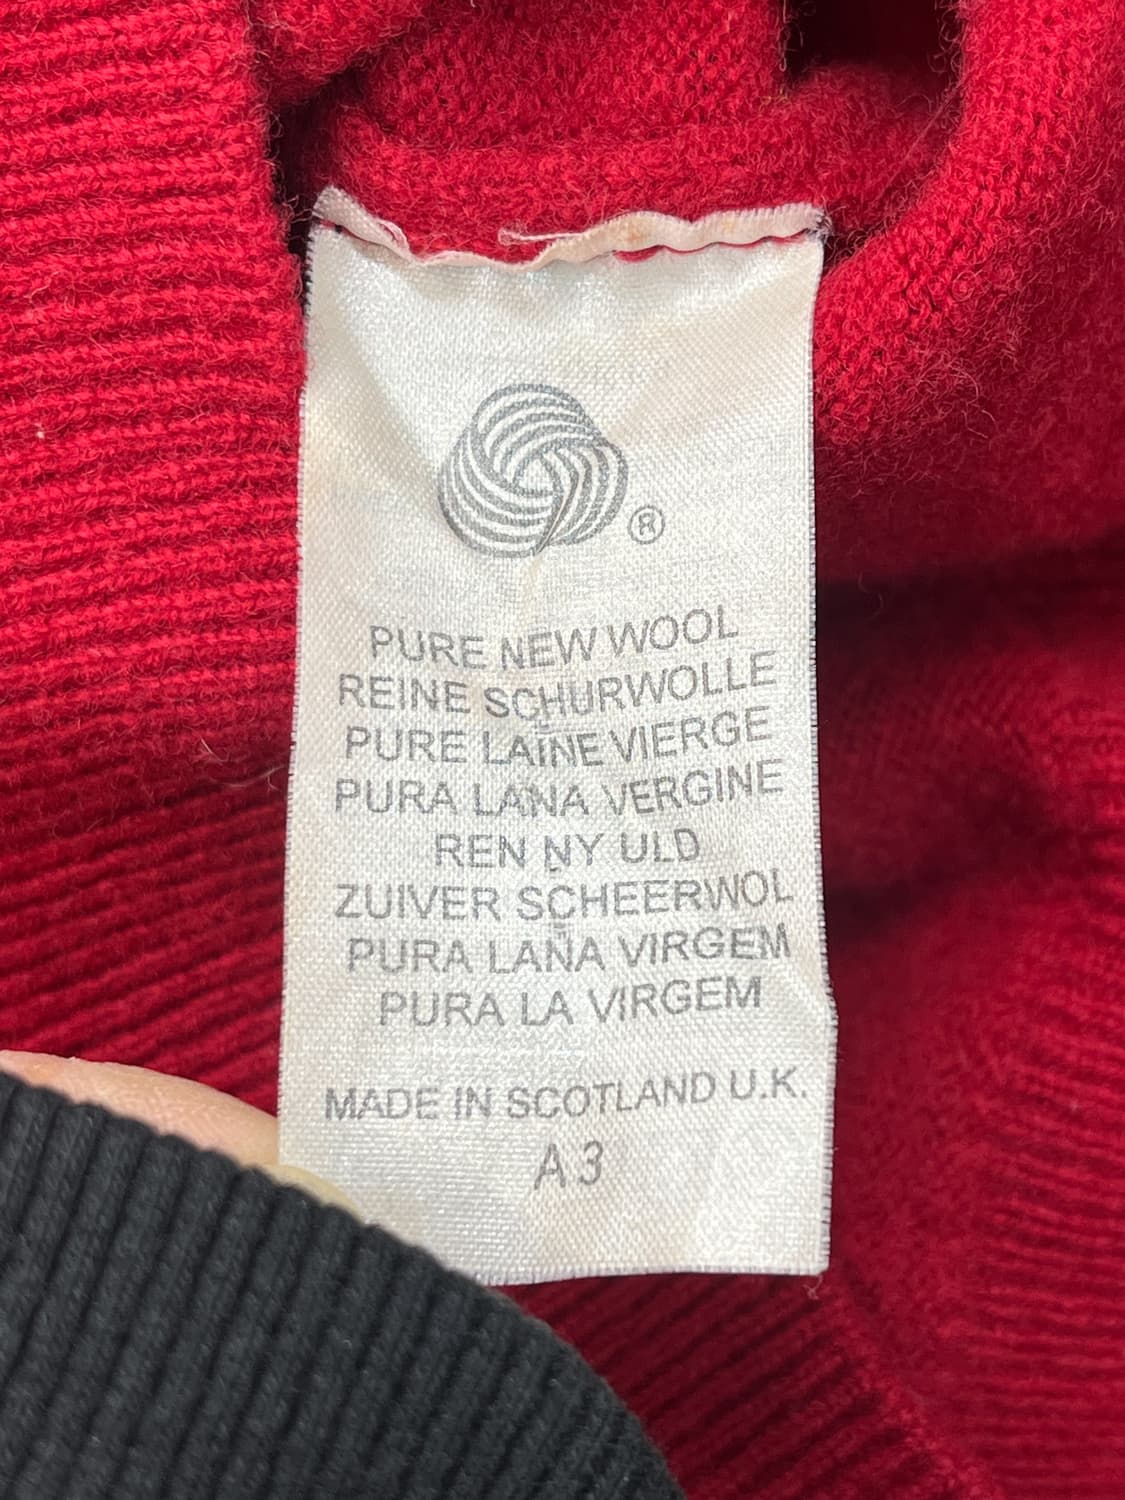 ®
PURE NEW WOOL
REINE SCHURWOLLE
PURE LAINE VIERGE
PURA LANA VERGINE
REN NY ULD
ZUIVER SCHEERWOL
PURA LANA VIRGEM
PURA LA VIRGEM
MADE IN SCOTLAND U.K.
A3